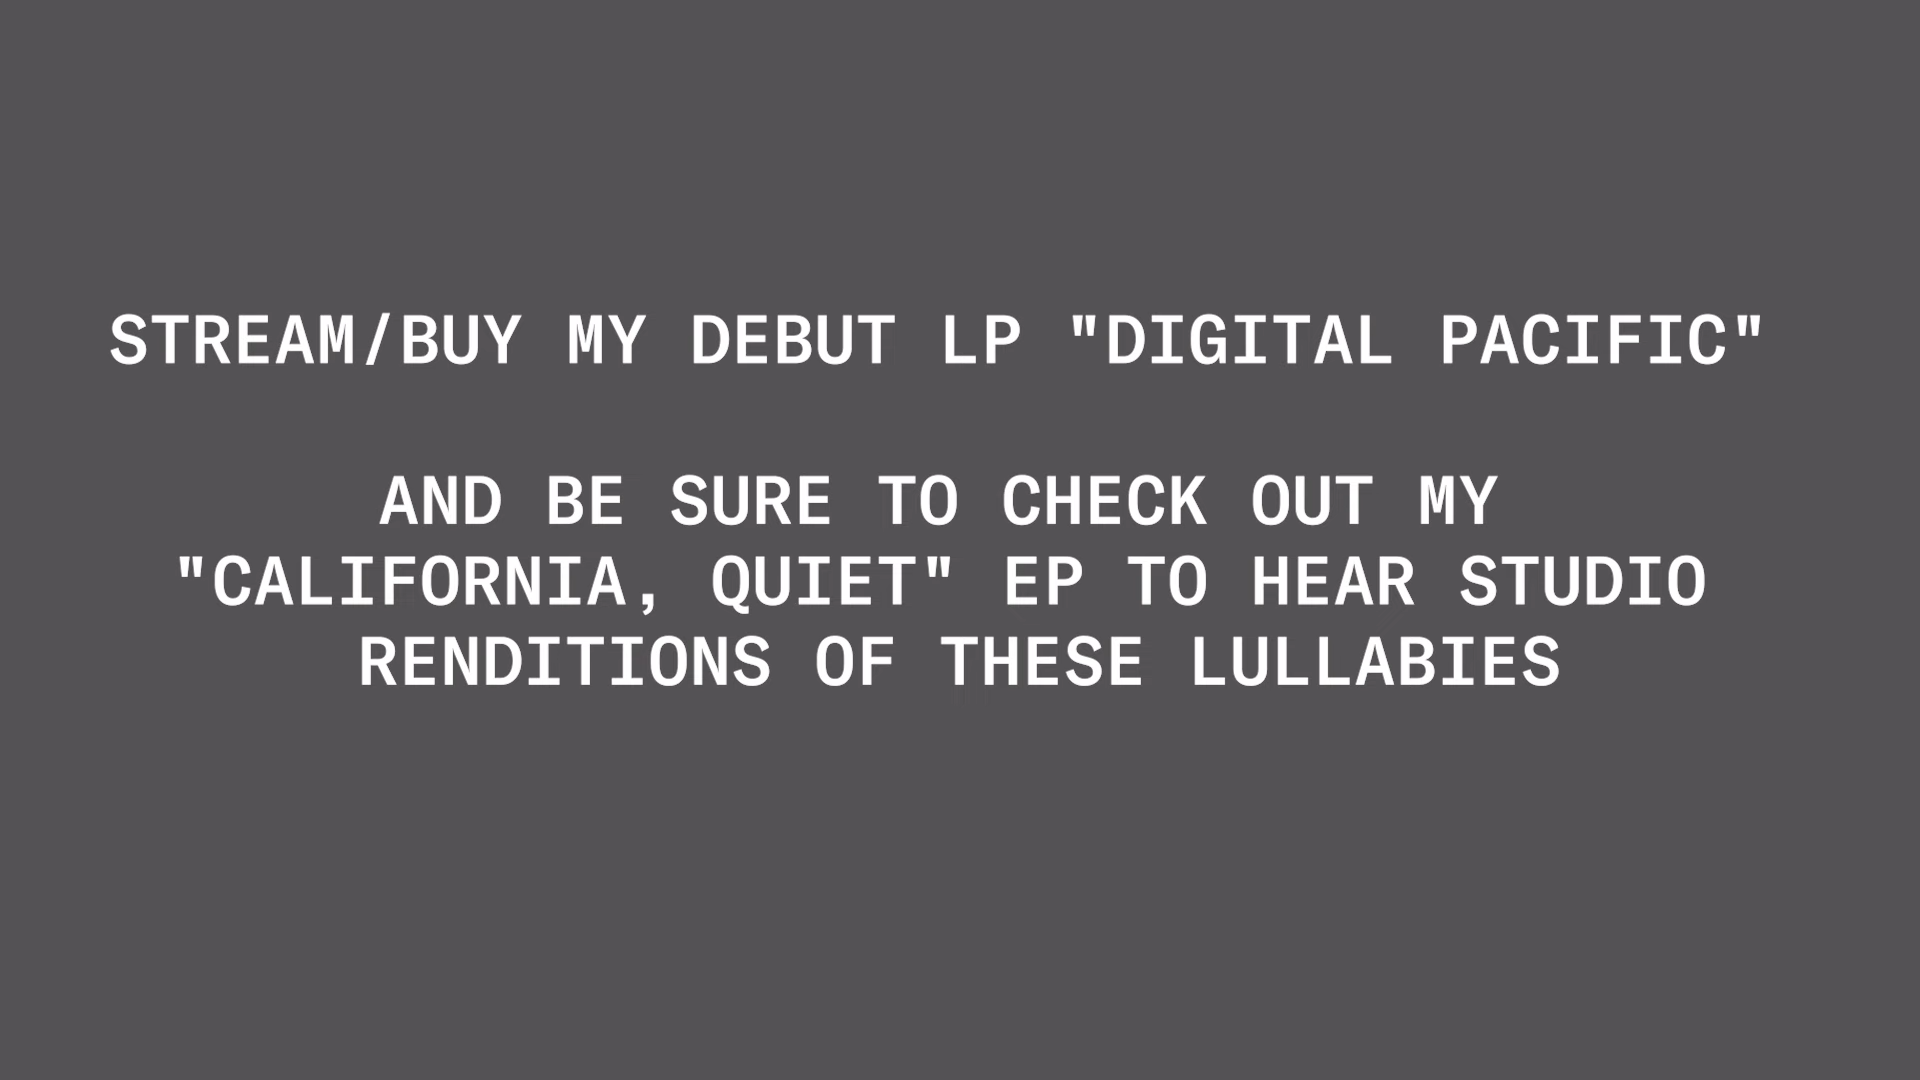 STREAM/BUY MY DEBUT LP "DIGITAL PACIFIC"
AND BE SURE TO CHECK OUT MY
"CALIFORNIA, QUIET" EP TO HEAR STUDIO
RENDITIONS OF THESE LULLABIES